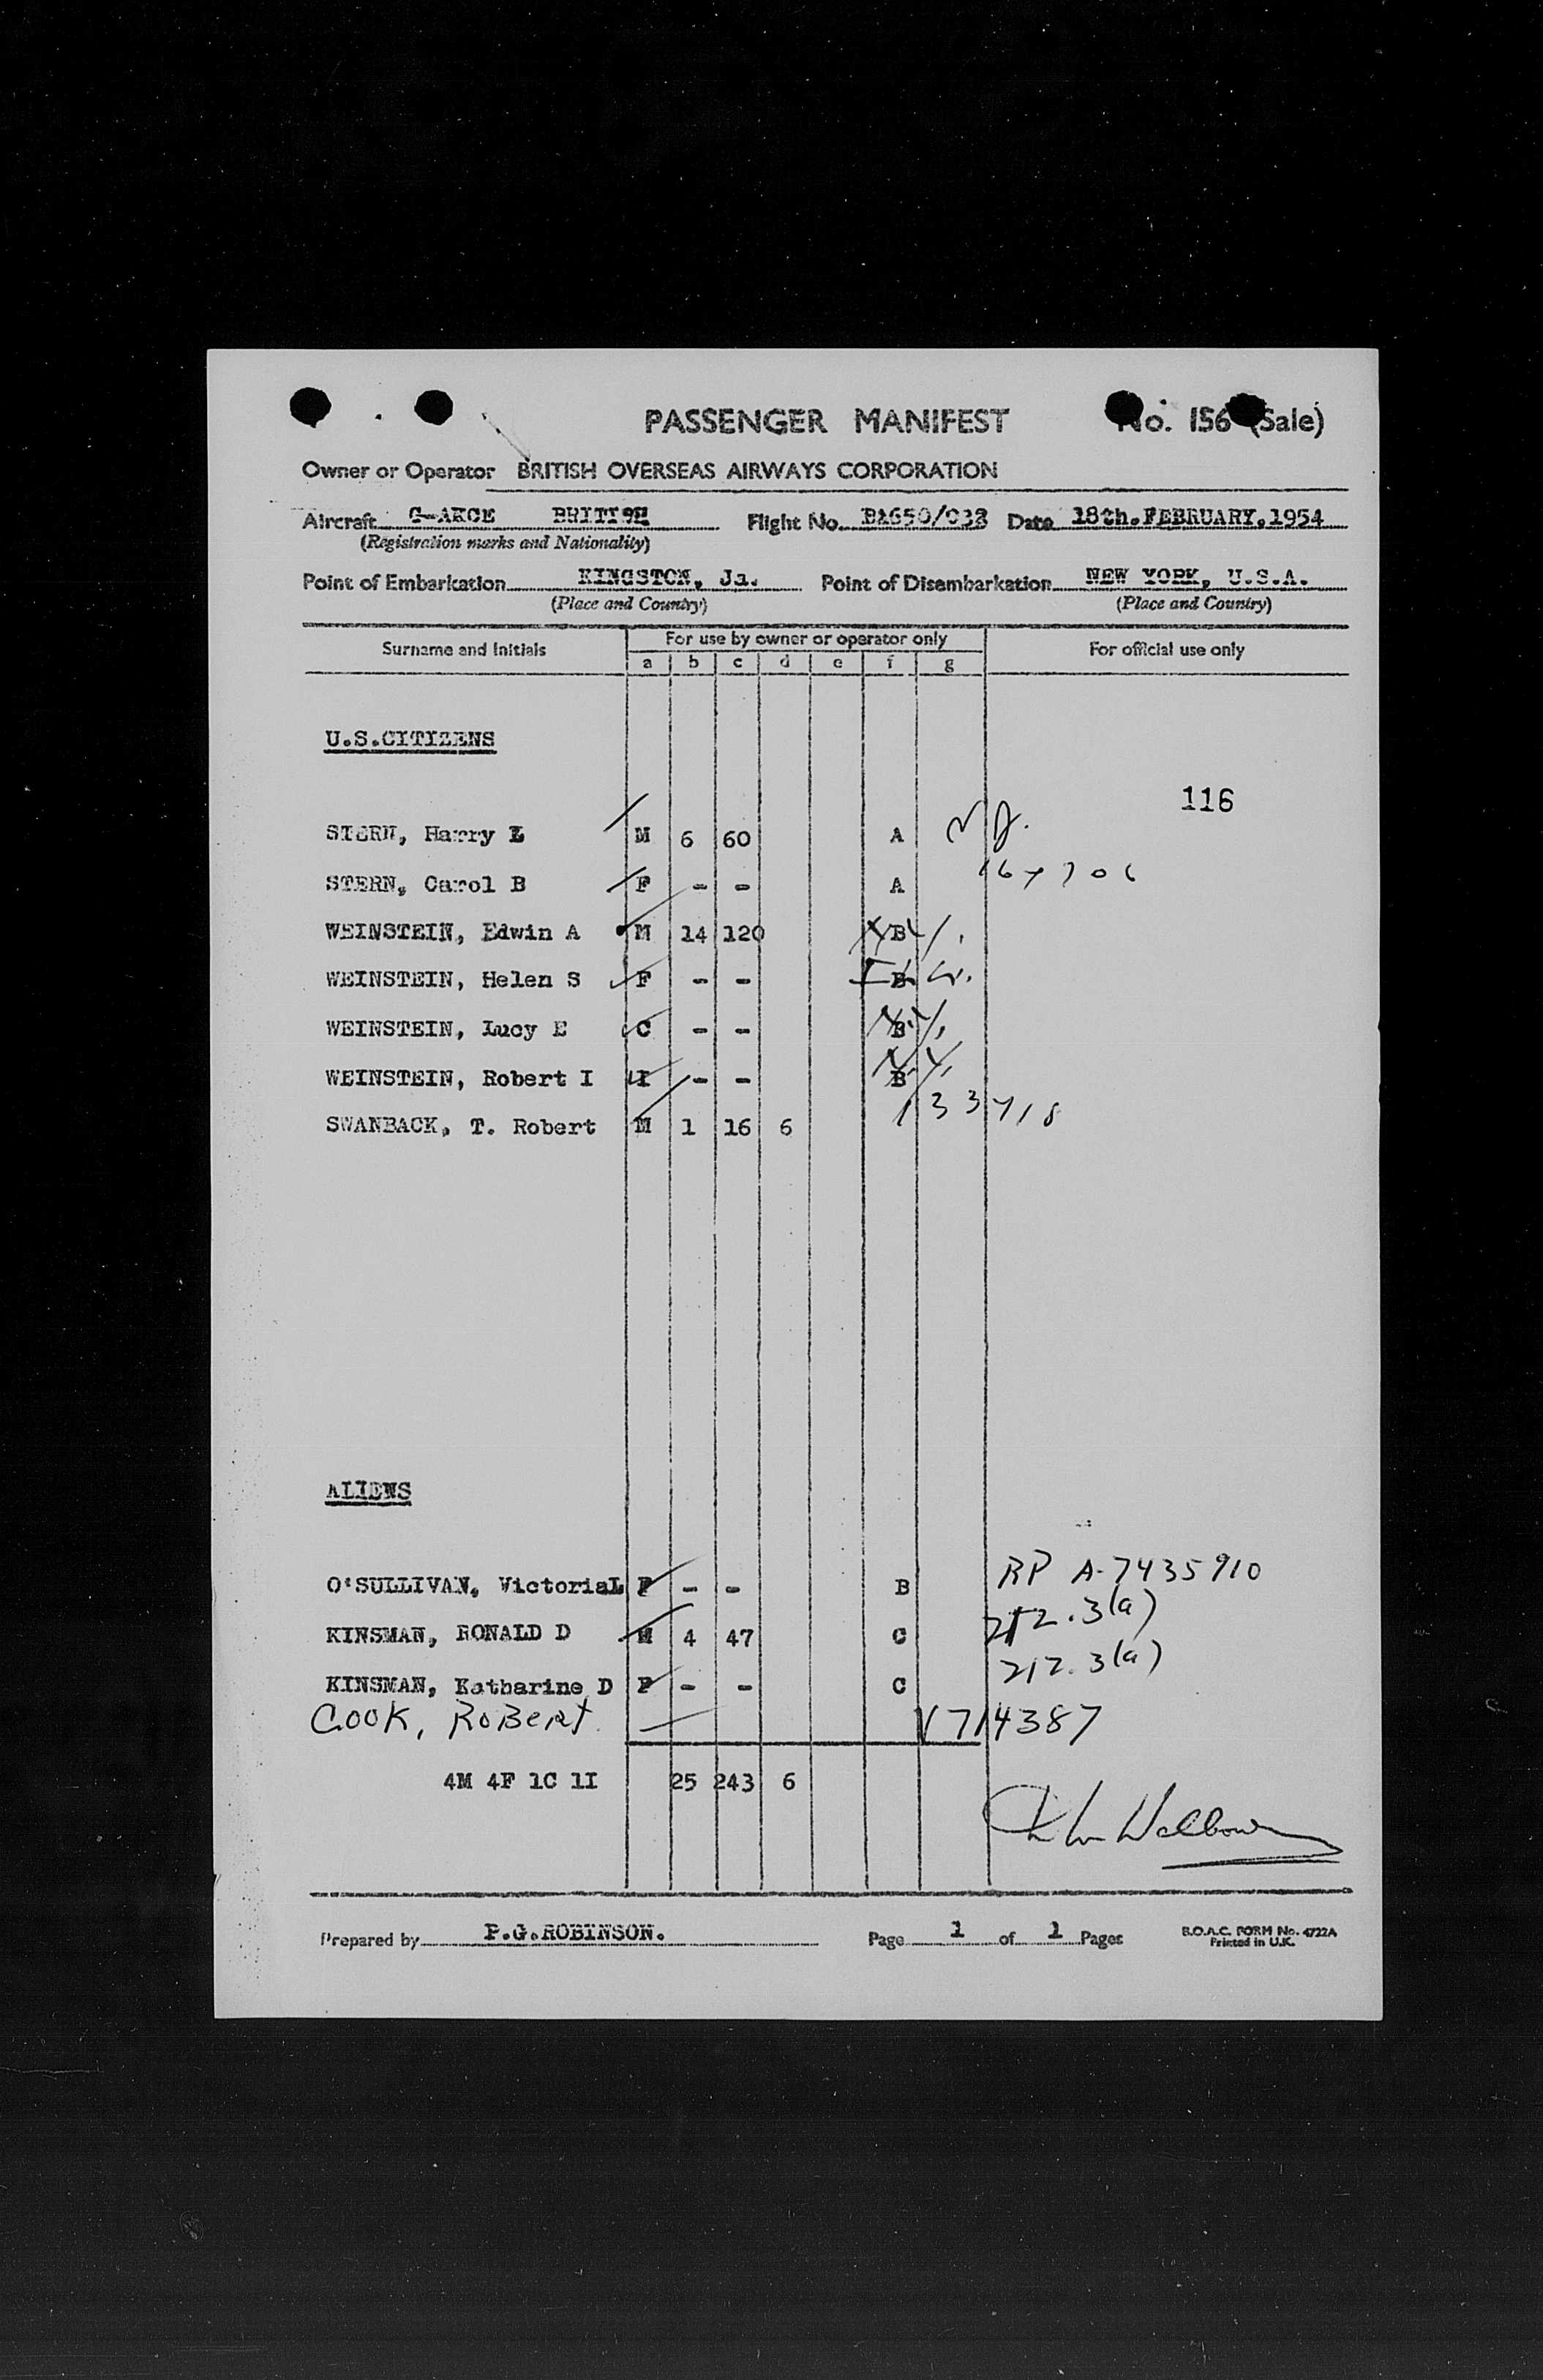 PASSENGER MANIFEST No. 156 (Sale)
Owner or Operator BRITISH OVERSEAS AIRWAYS CORPORATION
Aircraft BRITISH Flight No. Date 18th.FEBRUARY.1954
(Registration marks and Nationality)
Point of Embarkation KINGSTON, Ja. Point of Disembarkation NEW YORK, U.S.A.
(Place and Country) (Place and Country)
Surname and Initials For use by owner or operator only For official use only
a b c d e f g
U.S.CITIZENS
116
STERN, Harry L M 6 60 A
STERN, Carol B F - - A
WEINSTEIN, Edwin A M 14 120 B
WEINSTEIN, Helen S F - - B
WEINSTEIN, Lucy E C - - B
WEINSTEIN, Robert I I - - B
SWANBACK, T. Robert M 1 16 6
ALIENS
O'SULLIVAN, VictoriaL F - - B RP A-7435910
KINSMAN, RONALD D M 4 47 C 212.3(a)
KINSMAN, Katharine D F - - C 212.3(a)
COOK, ROBERT. V714387
4M 4F 1C 1I 25 243 6
Prepared by P.G.ROBINSON. Page 1 of 1 Pages
B.O.A.C. FORM No. 4722A
Printed in U.K.